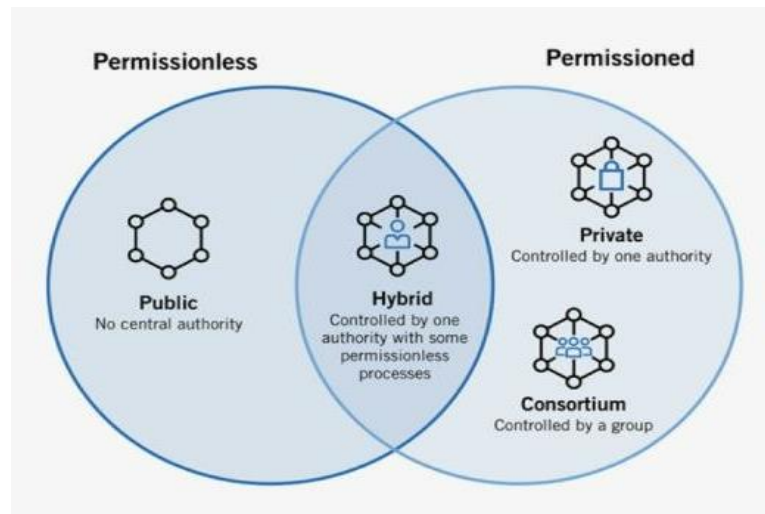 Permissionless
Permissioned
Public
No central authority
Hybrid
Controlled by one
authority with some
permissionless
processes
Private
Controlled by one authority
Consortium
Controlled by a group